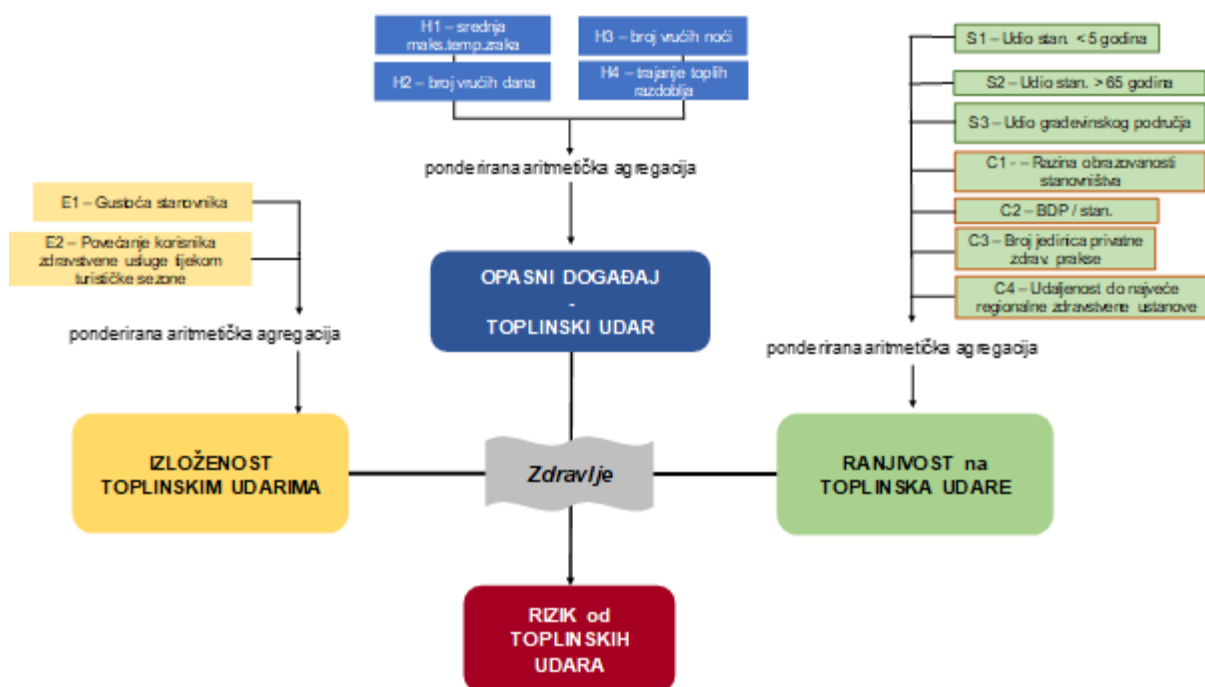 H1 – srednja
maks.temp.zraka
H2 – broj vrućih dana
H3 – broj vrućih noći
H4 – trajanje toplih
razdoblja
ponderirana aritmetička agregacija
OPASNI DOGAĐAJ
-
TOPLINSKI UDAR
E1 – Gustoća stanovnika
E2 – Povećanje korisnika
zdravstvene usluge tijekom
turističke sezone
ponderirana aritmetička agregacija
IZLOŽENOST
TOPLINSKIM UDARIMA
S1 – Udio stan. < 5 godina
S2 – Udio stan. > 65 godina
S3 – Udio građevinskog područja
C1 - – Razina obrazovanosti
stanovništva
C2 – BDP / stan.
C3 – Broj jedinica privatne
zdrav. prakse
C4 – Udaljenost do najveće
regionalne zdravstvene ustanove
ponderirana aritmetička agregacija
RANJIVOST na
TOPLINSKA UDARE
Zdravlje
RIZIK od
TOPLINSKIH
UDARA